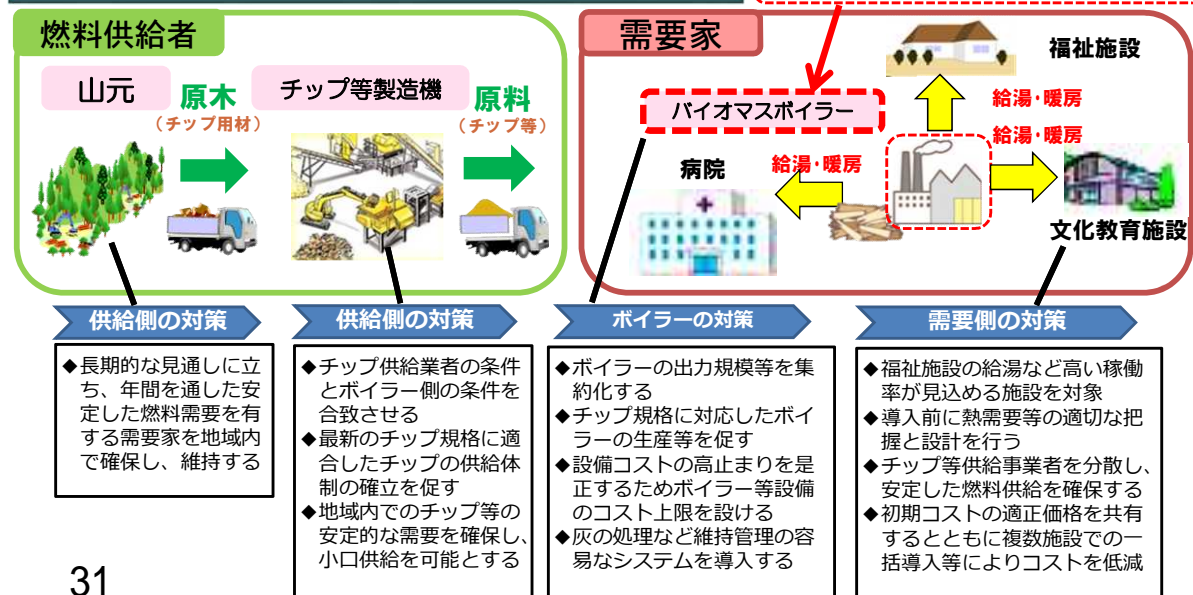 燃料供給者
山元
原木
（チップ用材）
チップ等製造機
原料
（チップ等）
需要家
バイオマスボイラー
福祉施設
給湯・暖房
給湯・暖房
病院
給湯・暖房
文化教育施設
供給側の対策
◆長期的な見通しに立
ち、年間を通した安
定した燃料需要を有
する需要家を地域内
で確保し、維持する
供給側の対策
◆チップ供給業者の条件
とボイラー側の条件を
合致させる
◆最新のチップ規格に適
合したチップの供給体
制の確立を促す
◆地域内でのチップ等の
安定的な需要を確保し、
小口供給を可能とする
ボイラーの対策
◆ボイラーの出力規模等を集
約化する
◆チップ規格に対応したボイ
ラーの生産等を促す
◆設備コストの高止まりを是
正するためボイラー等設備
のコスト上限を設ける
◆灰の処理など維持管理の容
易なシステムを導入する
需要側の対策
◆福祉施設の給湯など高い稼働
率が見込める施設を対象
◆導入前に熱需要等の適切な把
握と設計を行う
◆チップ等供給事業者を分散し、
安定した燃料供給を確保する
◆初期コストの適正価格を共有
するとともに複数施設での一
括導入等によりコストを低減
31